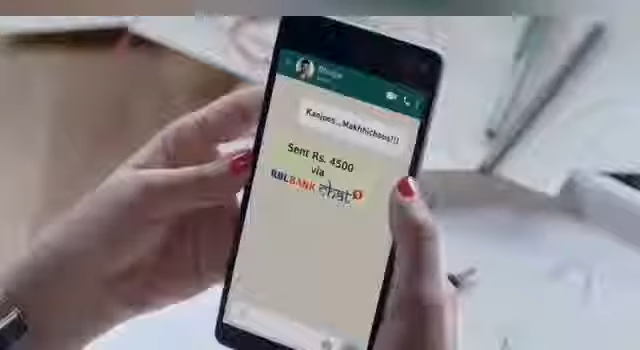 Kanjoos...Makhhichoos!!!
Sent Rs. 4500
via
RBLBANK चैट